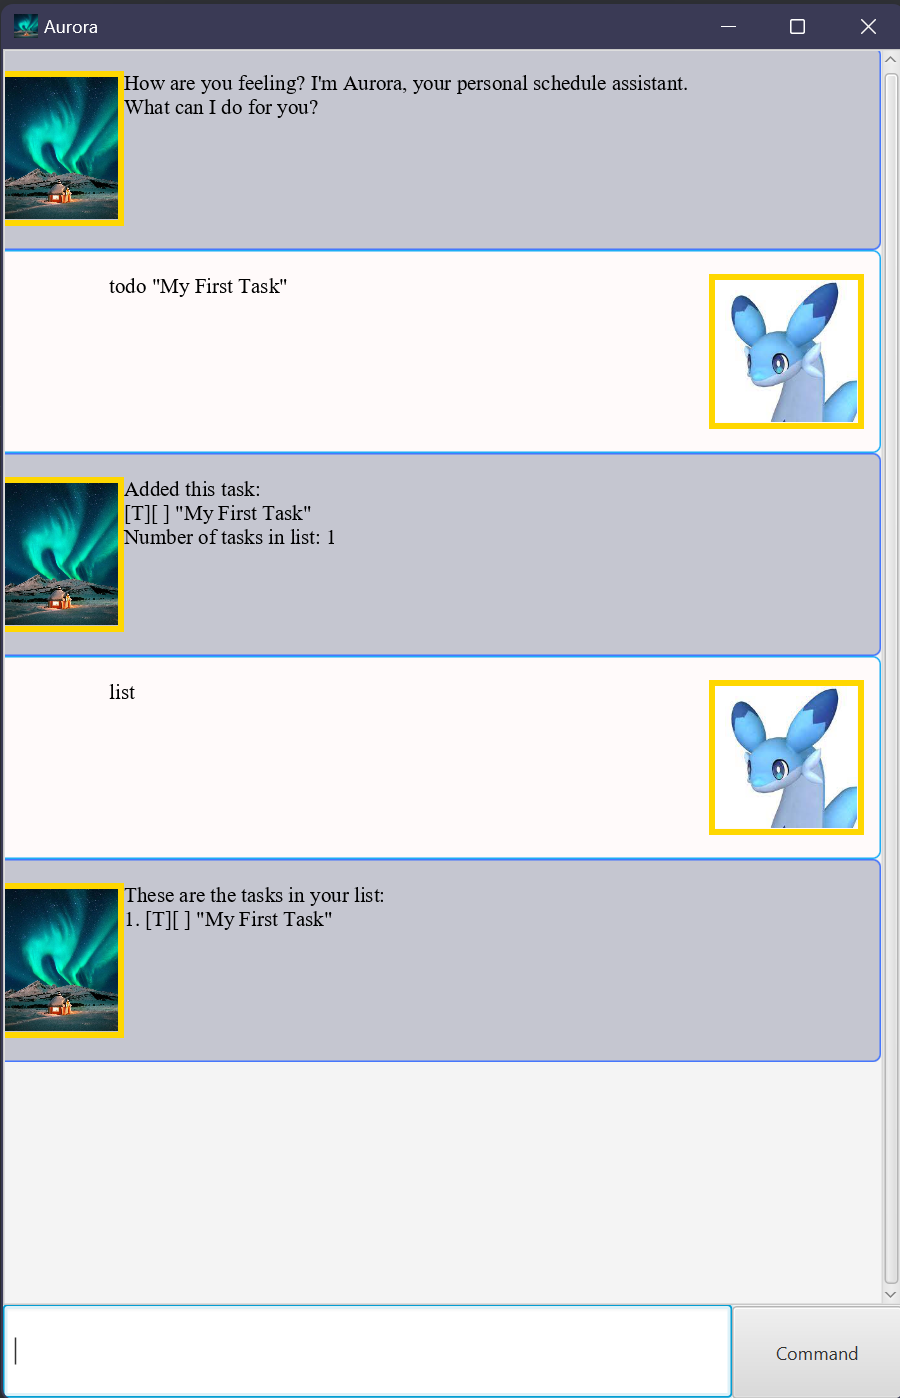 Aurora
How are you feeling? I'm Aurora, your personal schedule assistant.
What can I do for you?
todo "My First Task"
Added this task:
[T][ ] "My First Task"
Number of tasks in list: 1
list
These are the tasks in your list:
1. [T][ ] "My First Task"
Command